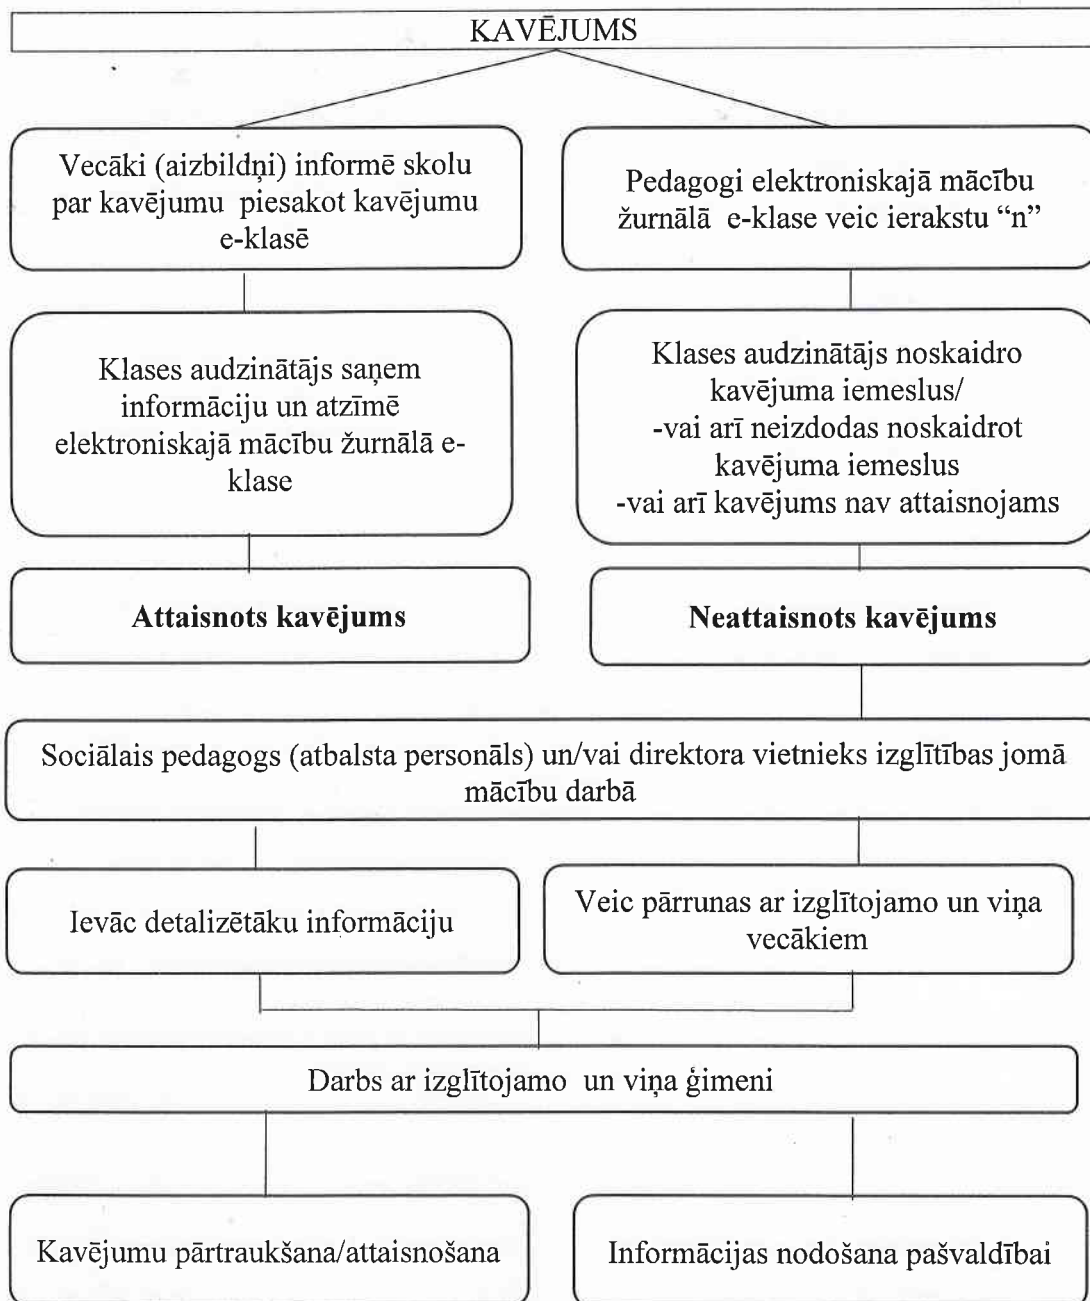 KAVĒJUMS
Vecāki (aizbildņi) informē skolu
par kavējumu piesakot kavējumu
e-klasē
Pedagogi elektroniskajā mācību
žurnālā e-klase veic ierakstu “n”
Klases audzinātājs saņem
informāciju un atzīmē
elektroniskajā mācību žurnālā e-
klase
Klases audzinātājs noskaidro
kavējuma iemeslus/
-vai arī neizdodas noskaidrot
kavējuma iemeslus
-vai arī kavējums nav attaisnojams
Attaisnots kavējums
Neattaisnots kavējums
Sociālais pedagogs (atbalsta personāls) un/vai direktora vietnieks izglītības jomā
mācību darbā
Ievāc detalizētāku informāciju
Veic pārrunas ar izglītojamo un viņa
vecākiem
Darbs ar izglītojamo un viņa ģimeni
Kavējumu pārtraukšana/attaisnošana
Informācijas nodošana pašvaldībai